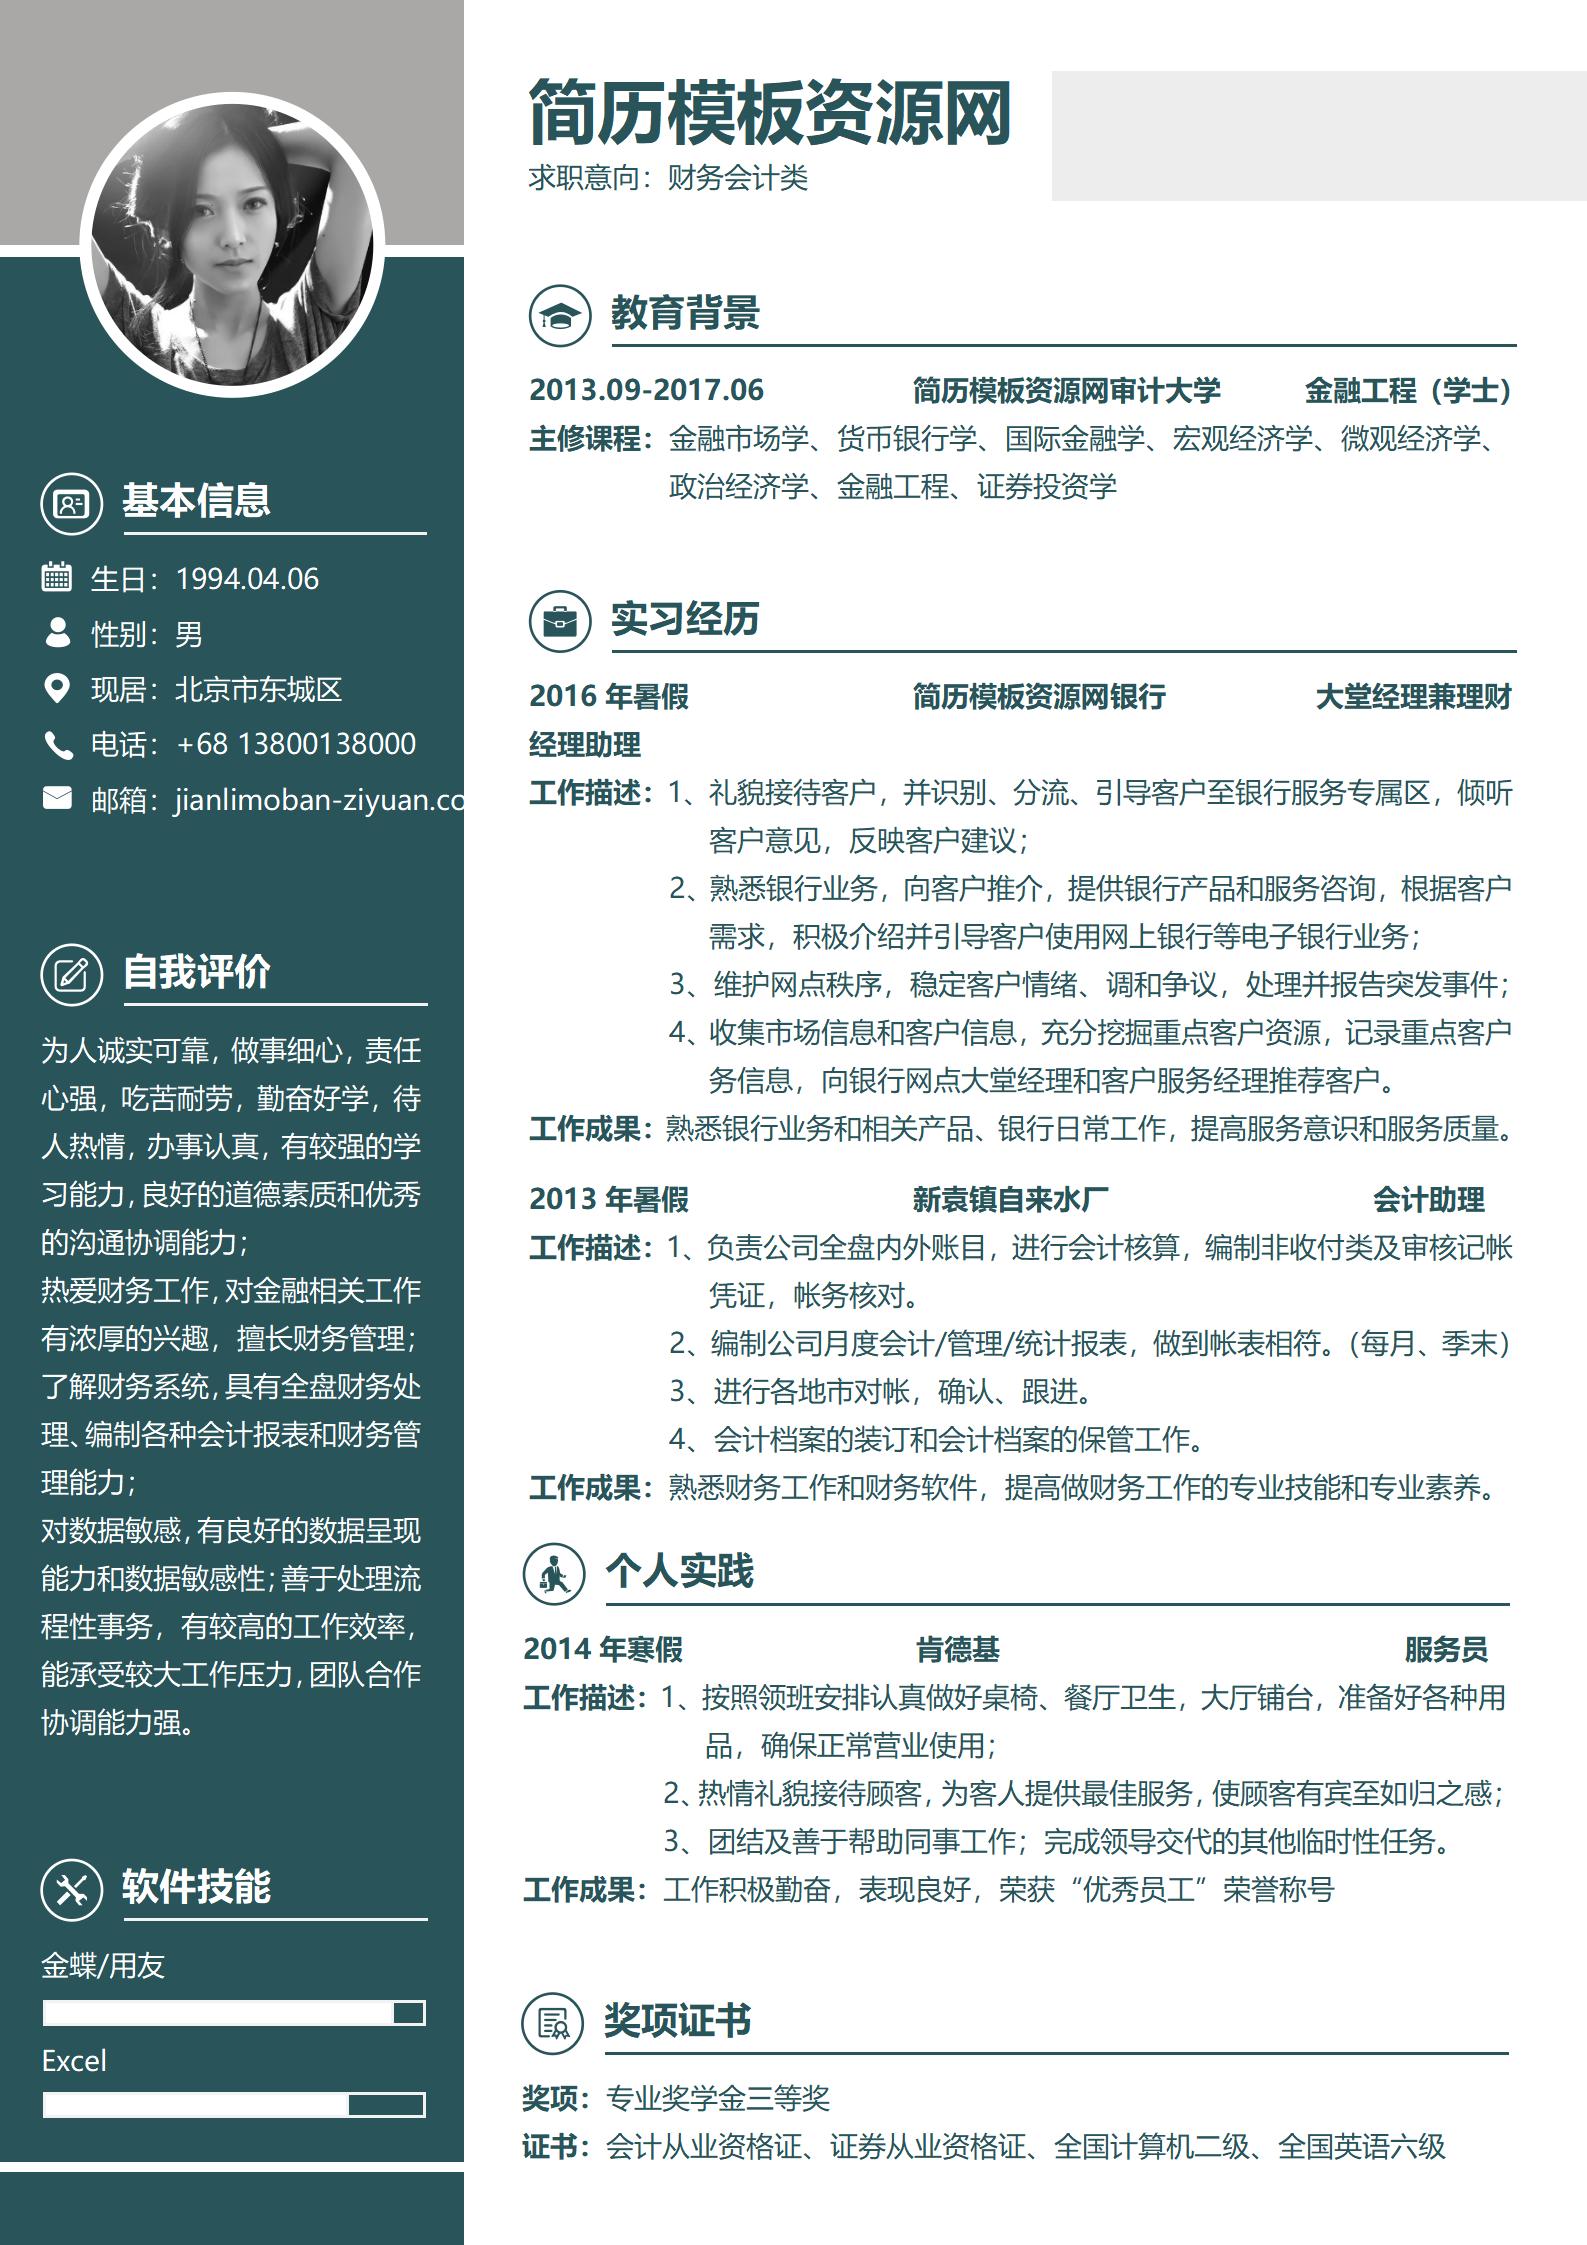 简历模板资源网
求职意向：财务会计类
基本信息
生日：1994.04.06
性别：男
现居：北京市东城区
电话：+68 13800138000
邮箱：jianlimoban-ziyuan.co
自我评价
为人诚实可靠，做事细心，责任
心强，吃苦耐劳，勤奋好学，待
人热情，办事认真，有较强的学
习能力，良好的道德素质和优秀
的沟通协调能力；
热爱财务工作，对金融相关工作
有浓厚的兴趣，擅长财务管理；
了解财务系统，具有全盘财务处
理、编制各种会计报表和财务管
理能力；
对数据敏感，有良好的数据呈现
能力和数据敏感性；善于处理流
程性事务，有较高的工作效率，
能承受较大工作压力，团队合作
协调能力强。
软件技能
金蝶/用友
Excel
教育背景
2013.09-2017.06 简历模板资源网审计大学 金融工程（学士）
主修课程：金融市场学、货币银行学、国际金融学、宏观经济学、微观经济学、
政治经济学、金融工程、证券投资学
实习经历
2016 年暑假 简历模板资源网银行 大堂经理兼理财
经理助理
工作描述：1、礼貌接待客户，并识别、分流、引导客户至银行服务专属区，倾听
客户意见，反映客户建议；
2、熟悉银行业务，向客户推介，提供银行产品和服务咨询，根据客户
需求，积极介绍并引导客户使用网上银行等电子银行业务；
3、维护网点秩序，稳定客户情绪、调和争议，处理并报告突发事件；
4、收集市场信息和客户信息，充分挖掘重点客户资源，记录重点客户
务信息，向银行网点大堂经理和客户服务经理推荐客户。
工作成果：熟悉银行业务和相关产品、银行日常工作，提高服务意识和服务质量。
2013 年暑假 新袁镇自来水厂 会计助理
工作描述：1、负责公司全盘内外账目，进行会计核算，编制非收付类及审核记帐
凭证，帐务核对。
2、编制公司月度会计/管理/统计报表，做到帐表相符。（每月、季末）
3、进行各地市对帐，确认、跟进。
4、会计档案的装订和会计档案的保管工作。
工作成果：熟悉财务工作和财务软件，提高做财务工作的专业技能和专业素养。
个人实践
2014 年寒假 肯德基 服务员
工作描述：1、按照领班安排认真做好桌椅、餐厅卫生，大厅铺台，准备好各种用
品，确保正常营业使用；
2、热情礼貌接待顾客，为客人提供最佳服务，使顾客有宾至如归之感；
3、团结及善于帮助同事工作；完成领导交代的其他临时性任务。
工作成果：工作积极勤奋，表现良好，荣获“优秀员工”荣誉称号
奖项证书
奖项：专业奖学金三等奖
证书：会计从业资格证、证券从业资格证、全国计算机二级、全国英语六级